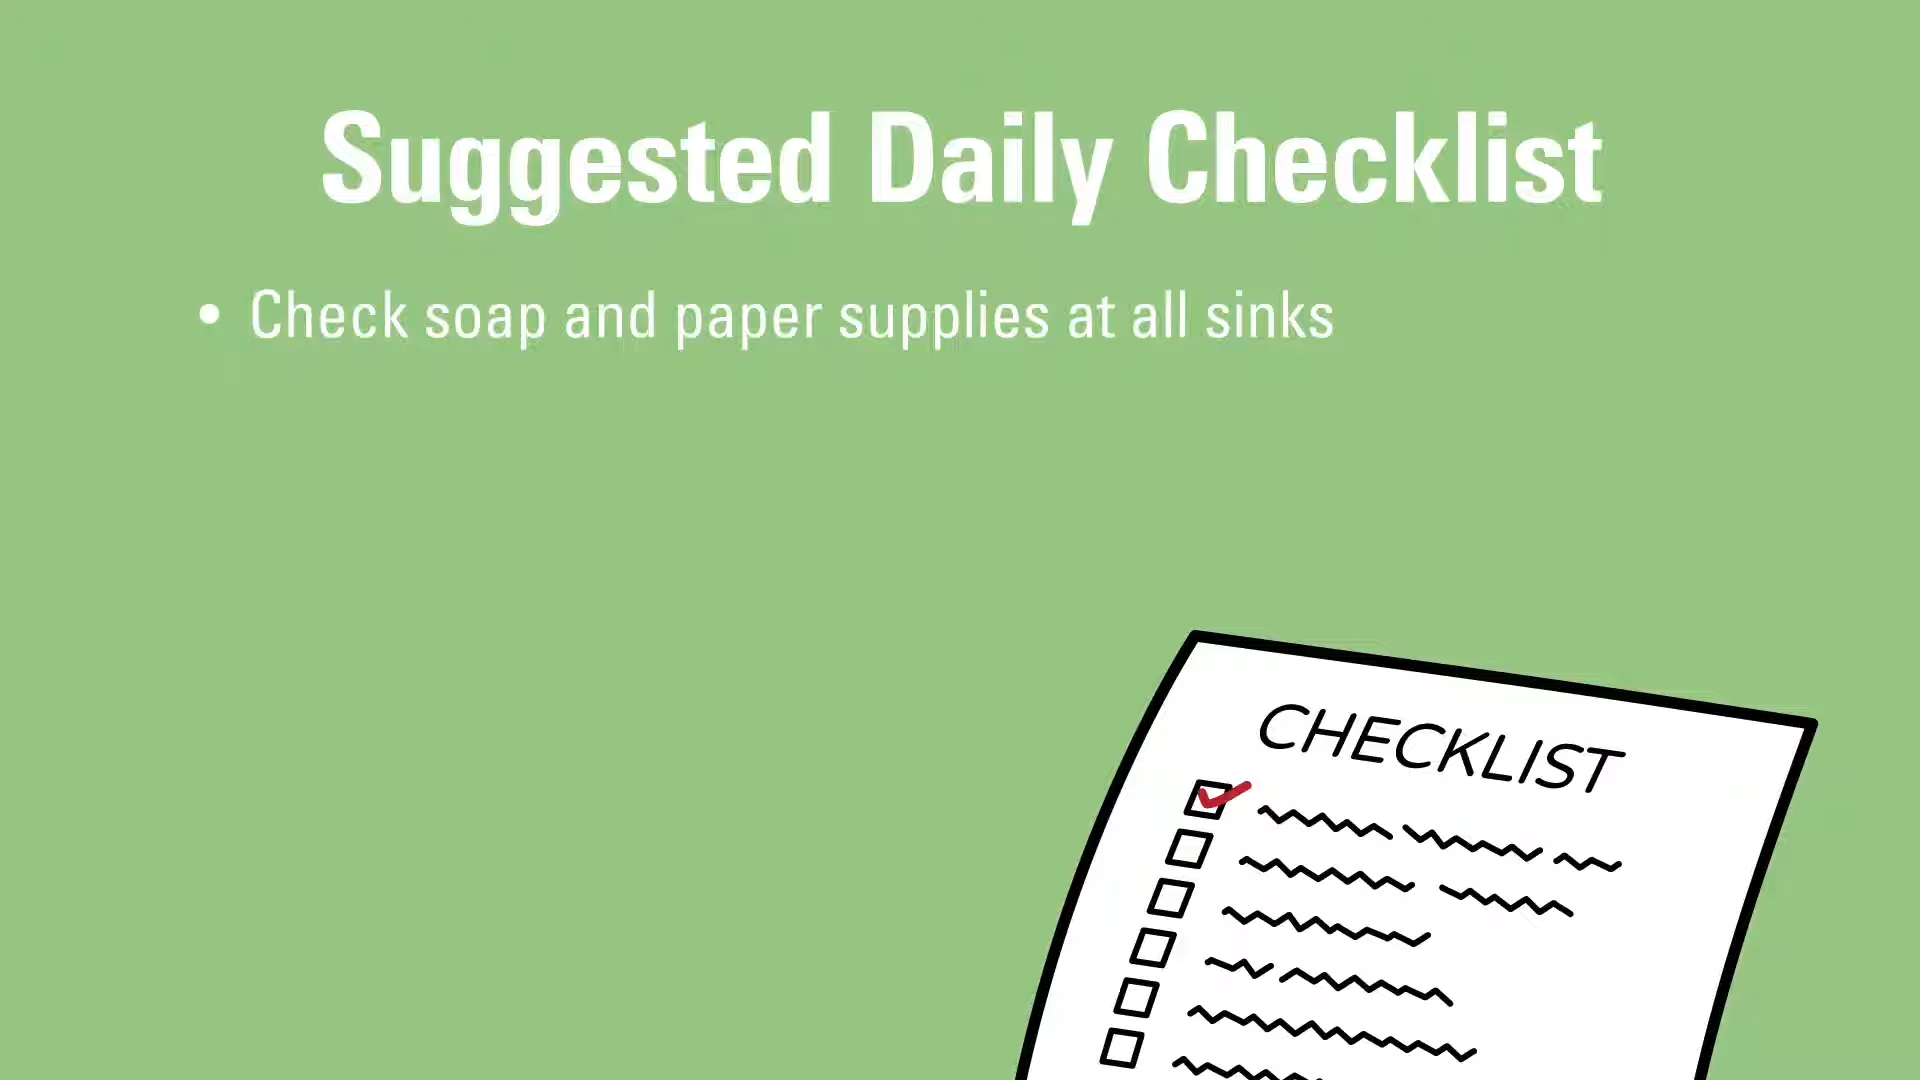 Suggested Daily Checklist
• Check soap and paper supplies at all sinks
CHECKLIST